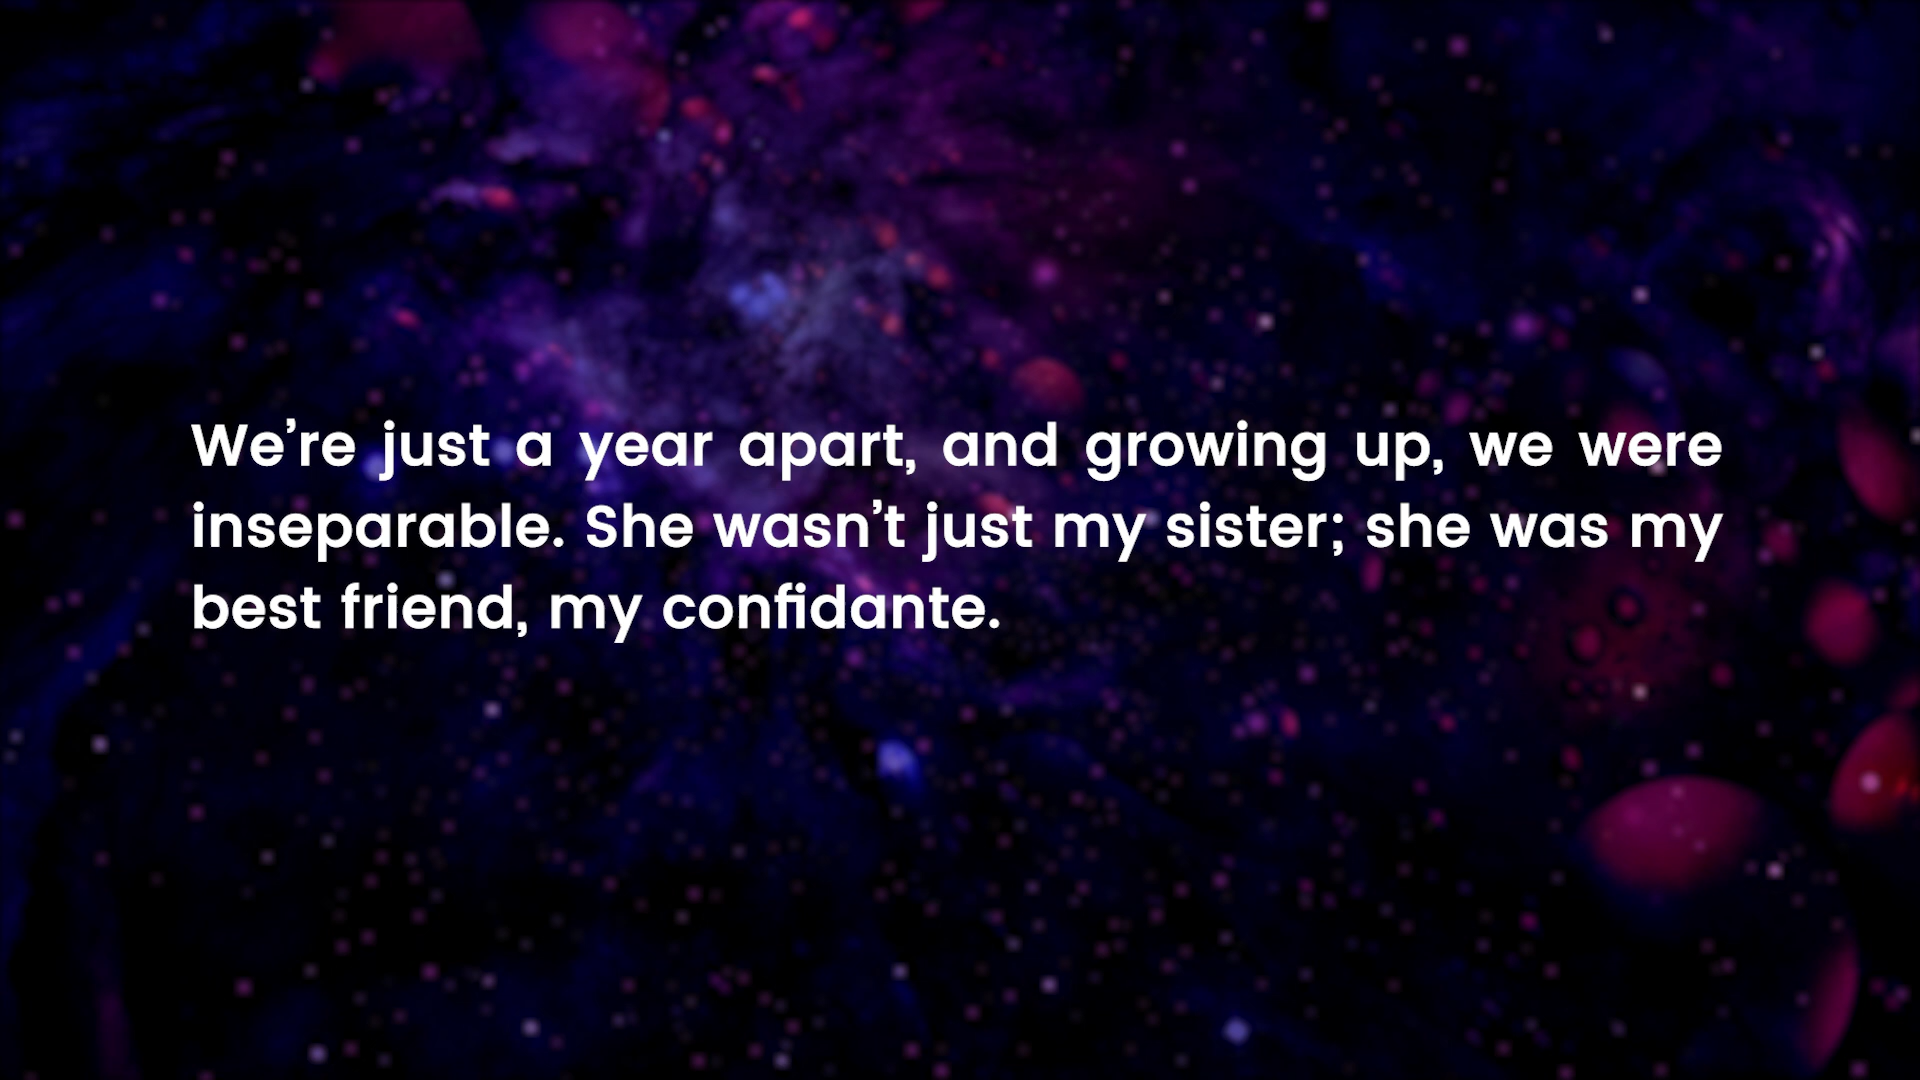 We’re just a year apart, and growing up, we were
inseparable. She wasn’t just my sister; she was my
best friend, my confidante.